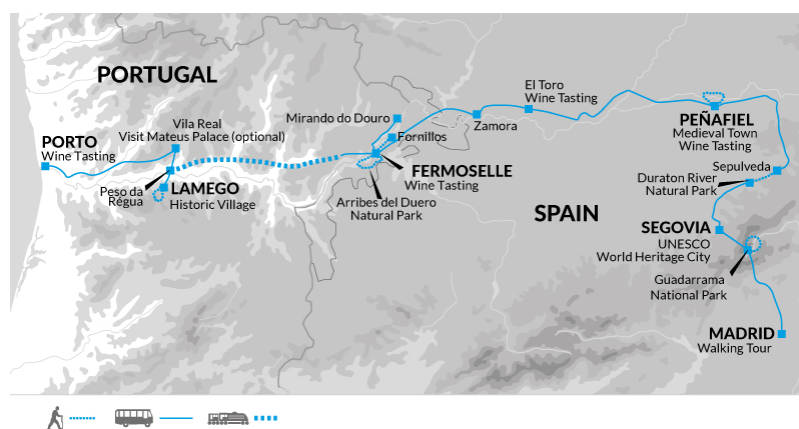 PORTUGAL
PORTO
Wine Tasting
Vila Real
Visit Mateus Palace (optional)
Peso da
Régua
LAMEGO
Historic Village
Mirando do Douro
Fornillos
FERMOSELLE
Wine Tasting
Arribes del Duero
Natural Park
Zamora
El Toro
Wine Tasting
SPAIN
PEÑAFIEL
Medieval Town
Wine Tasting
Sepulveda
Duraton River
Natural Park
SEGOVIA
UNESCO
World Heritage City
Guadarrama
National Park
MADRID
Walking Tour